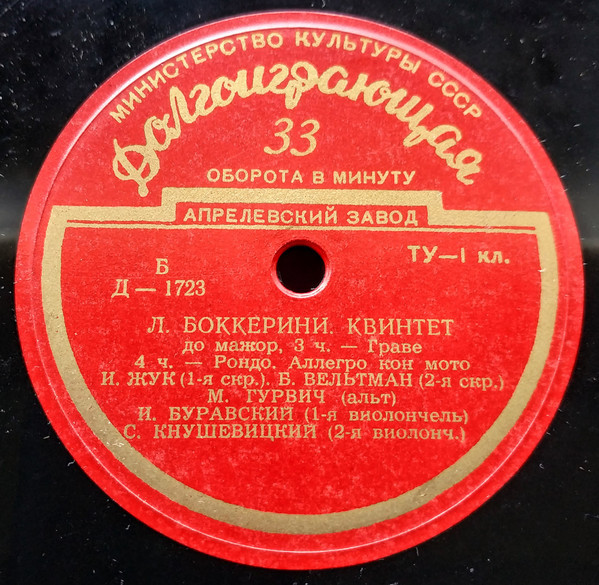 МИНИСТЕРСТВО КУЛЬТУРЫ СССР
Долгоиграющая
33
ОБОРОТА В МИНУТУ
АПРЕЛЕВСКИЙ ЗАВОД
ТУ—I кл.
Б
Д — 1723
Л. БОККЕРИНИ. КВИНТЕТ
до мажор, 3 ч. — Граве
4 ч. — Рондо. Аллегро кон мото
И. ЖУК (1-я скр.). Б. ВЕЛЬТМАН (2-я скр.)
М. ГУРВИЧ (альт)
И. БУРАВСКИЙ (1-я виолончель)
С. КНУШЕВИЦКИЙ (2-я виолонч.)